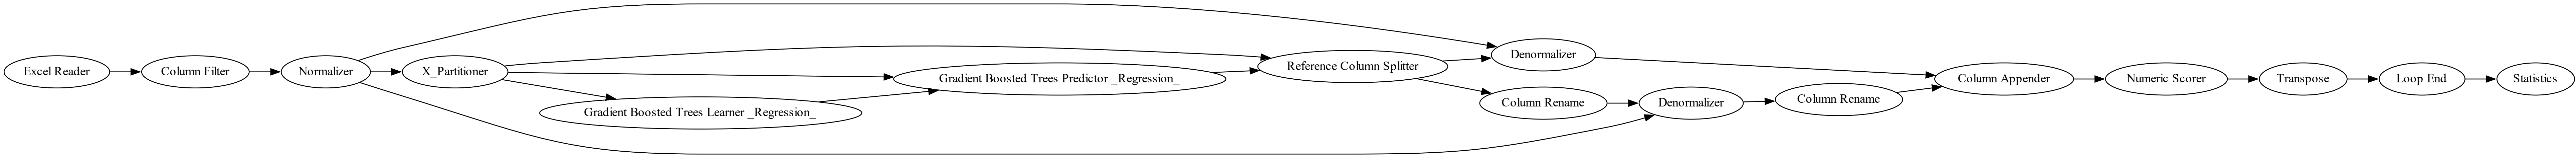 Excel Reader
Column Filter
Normalizer
X_Partitioner
Gradient Boosted Trees Learner _Regression_
Gradient Boosted Trees Predictor _Regression_
Reference Column Splitter
Denormalizer
Column Rename
Denormalizer
Column Rename
Column Appender
Numeric Scorer
Transpose
Loop End
Statistics